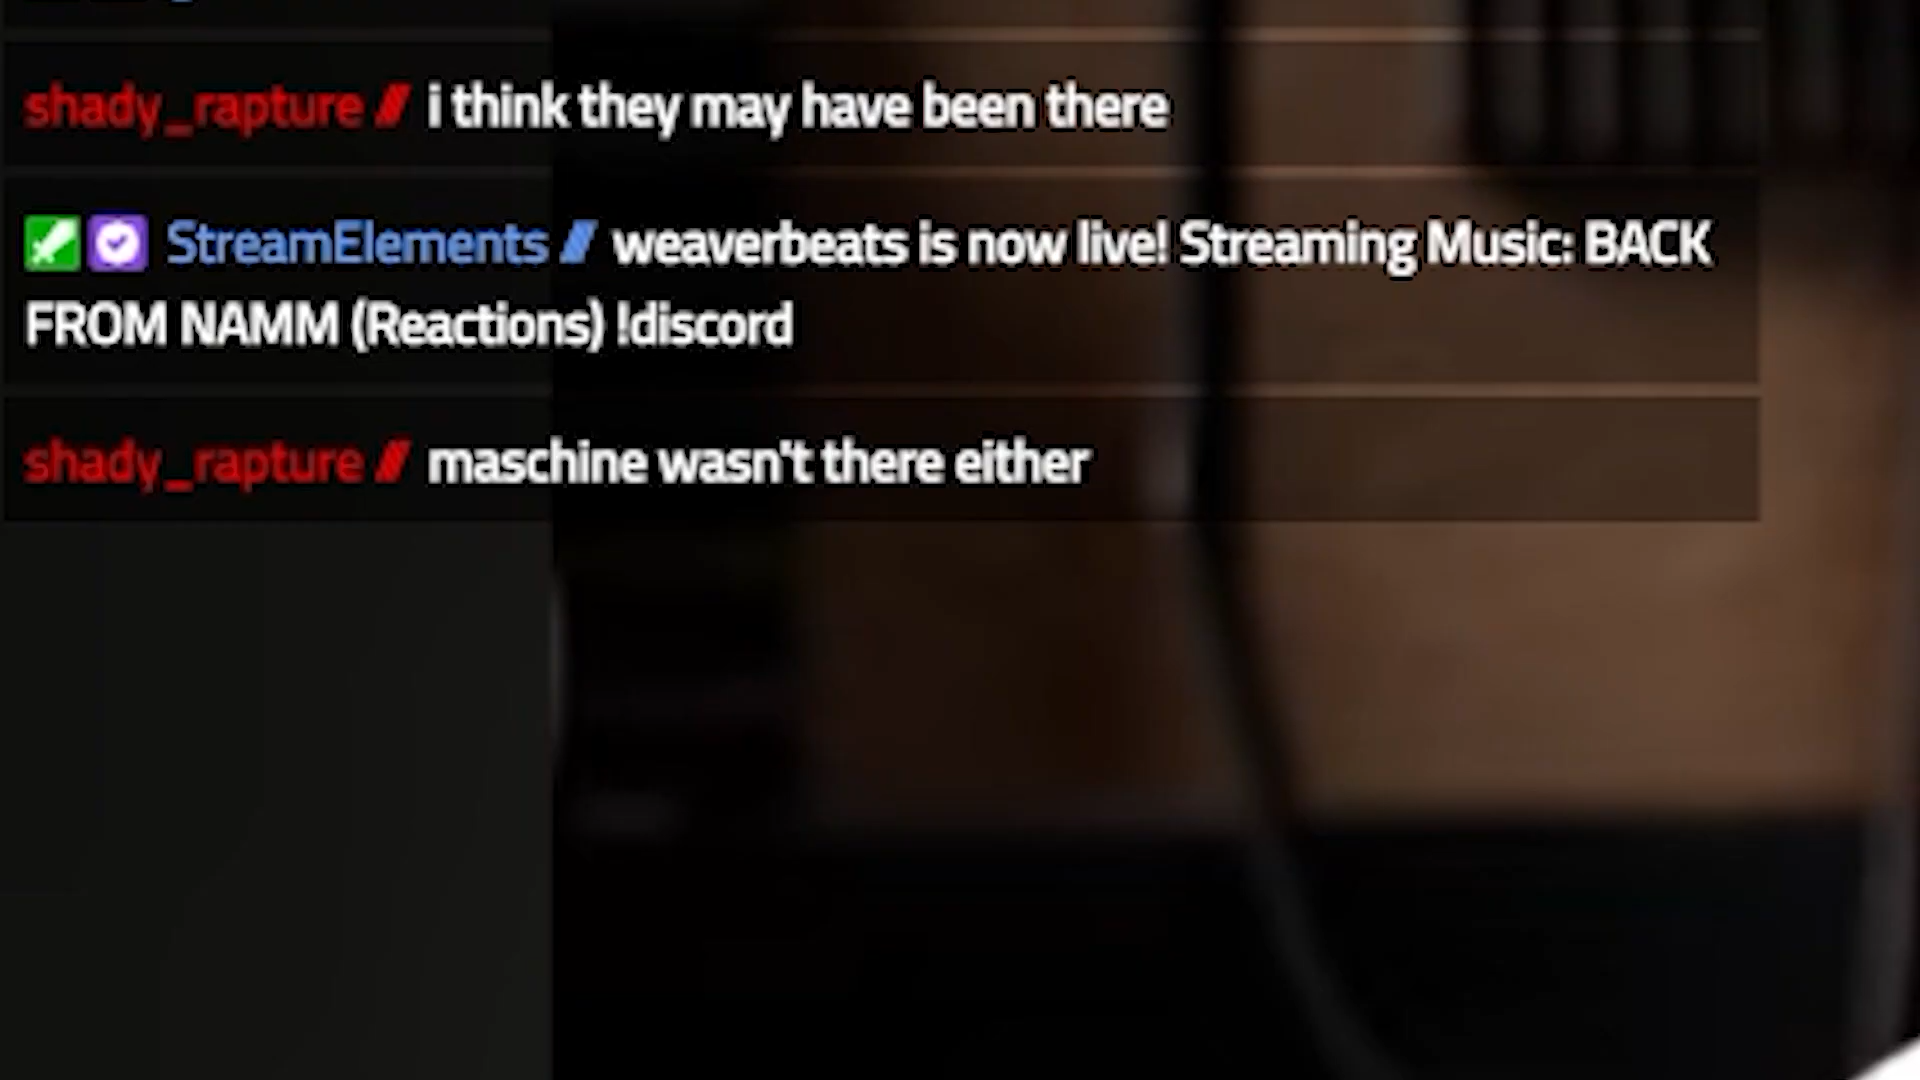 shady_rapture // i think they may have been there
StreamElements // weaverbeats is now live! Streaming Music: BACK
FROM NAMM (Reactions) !discord
shady_rapture // maschine wasn't there either